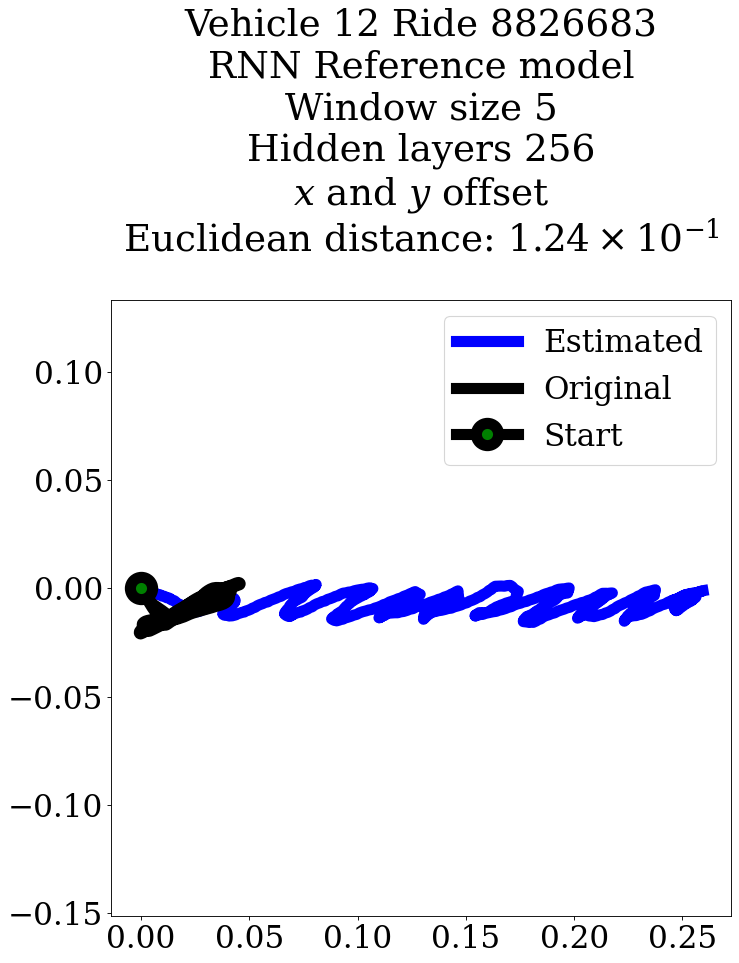 Vehicle 12 Ride 8826683
RNN Reference model
Window size 5
Hidden layers 256
x and y offset
Euclidean distance: 1.24 × 10⁻¹
Estimated
Original
Start
0.10
0.05
0.00
−0.05
−0.10
−0.15
0.00 0.05 0.10 0.15 0.20 0.25